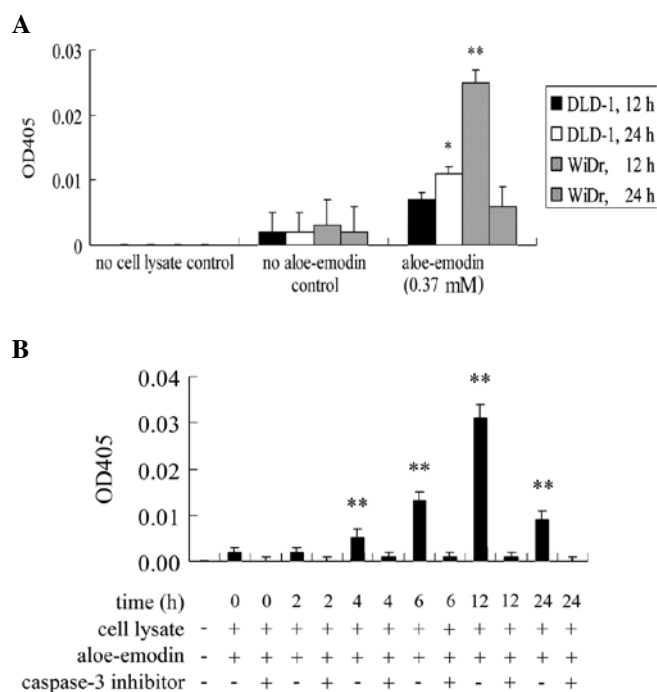 A
0.03
**
0.02
*
OD405
0.01
0
no cell lysate control
no aloe-emodin
control
aloe-emodin
(0.37 mM)
DLD-1, 12 h
DLD-1, 24 h
WiDr, 12 h
WiDr, 24 h
B
0.04
**
0.03
OD405
0.02
**
**
**
0.01
0.00
time (h) - 0 0 2 2 4 4 6 6 12 12 24 24
cell lysate - + + + + + + + + + + + +
aloe-emodin - + + + + + + + + + + + +
caspase-3 inhibitor - - + - + - + - + - + - +